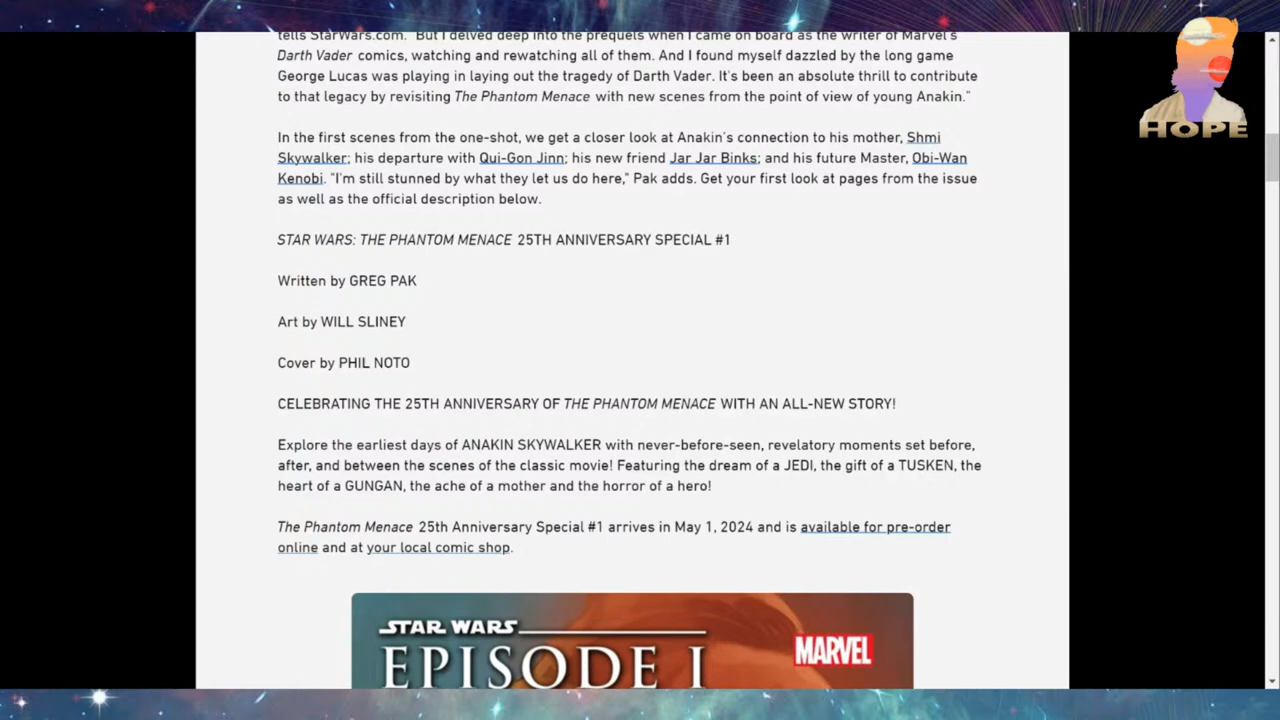 tells StarWars.com. "But I delved deep into the prequels when I came on board as the writer of Marvel's
Darth Vader comics, watching and rewatching all of them. And I found myself dazzled by the long game
George Lucas was playing in laying out the tragedy of Darth Vader. It's been an absolute thrill to contribute
to that legacy by revisiting The Phantom Menace with new scenes from the point of view of young Anakin."
HOPE
In the first scenes from the one-shot, we get a closer look at Anakin's connection to his mother, Shmi
Skywalker; his departure with Qui-Gon Jinn; his new friend Jar Jar Binks; and his future Master, Obi-Wan
Kenobi. "I'm still stunned by what they let us do here," Pak adds. Get your first look at pages from the issue
as well as the official description below.
STAR WARS: THE PHANTOM MENACE 25TH ANNIVERSARY SPECIAL #1
Written by GREG PAK
Art by WILL SLINEY
Cover by PHIL NOTO
CELEBRATING THE 25TH ANNIVERSARY OF THE PHANTOM MENACE WITH AN ALL-NEW STORY!
Explore the earliest days of ANAKIN SKYWALKER with never-before-seen, revelatory moments set before,
after, and between the scenes of the classic movie! Featuring the dream of a JEDI, the gift of a TUSKEN, the
heart of a GUNGAN, the ache of a mother and the horror of a hero!
The Phantom Menace 25th Anniversary Special #1 arrives in May 1, 2024 and is available for pre-order
online and at your local comic shop.
STAR WARS
EPISODE I
MARVEL